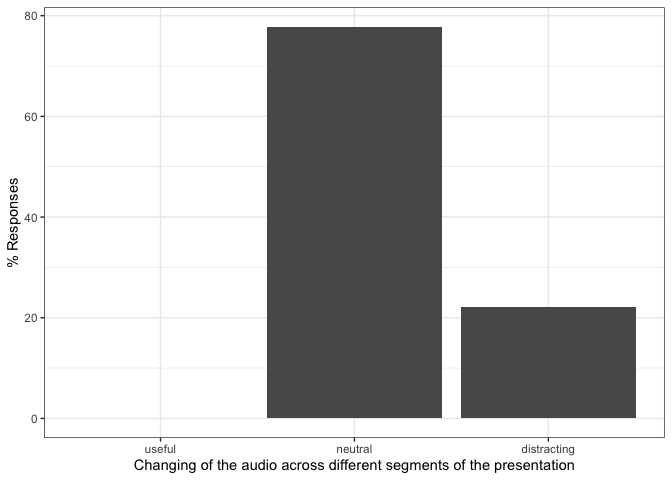 80
60
40
20
0
% Responses
useful neutral distracting
Changing of the audio across different segments of the presentation